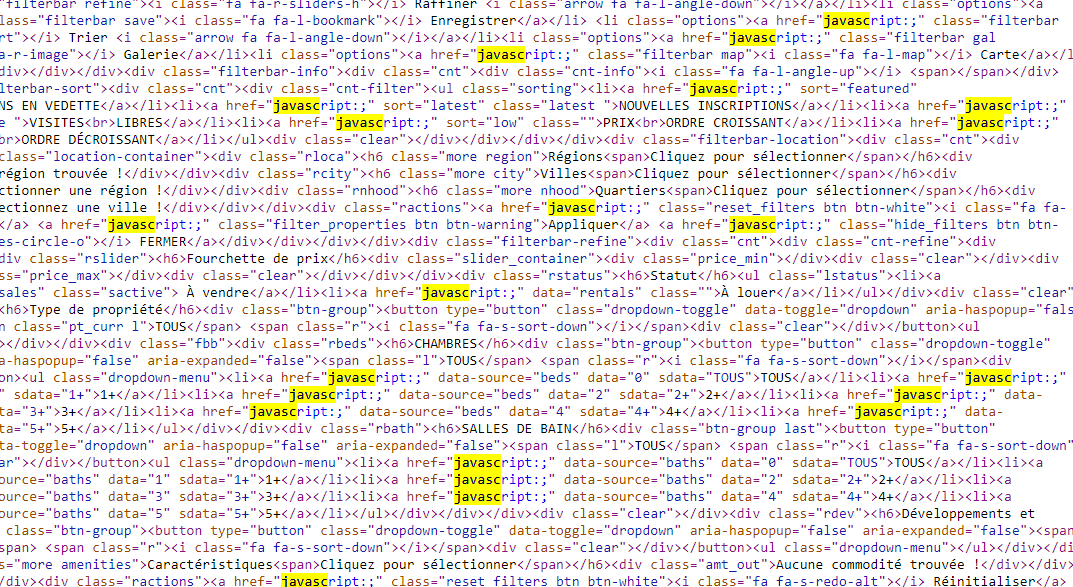 "filterbar refine"><i class="fa fa-r-sliders-h"></i> Raffiner <i class="arrow fa fa-l-angle-down"></i></a></li><li class="options"><a
class="filterbar save"><i class="fa fa-l-bookmark"></i> Enregistrer</a></li> <li class="options"><a href="javascript:;" class="filterbar
rt"></i> Trier <i class="arrow fa fa-l-angle-down"></i></a></li><li class="options"><a href="javascript:;" class="filterbar gal
a-r-image"></i> Galerie</a></li><li class="options"><a href="javascript:;" class="filterbar map"><i class="fa fa-l-map"></i> Carte</a></l
div></div></div><div class="filterbar-info"><div class="cnt"><div class="cnt-info"><i class="fa fa-l-angle-up"></i> <span></span></div>
lterbar-sort"><div class="cnt"><div class="cnt-filter"><ul class="sorting"><li><a href="javascript:;" sort="featured"
NS EN VEDETTE</a></li><li><a href="javascript:;" sort="latest" class="latest ">NOUVELLES INSCRIPTIONS</a></li><li><a href="javascript:;"
e ">VISITES<br>LIBRES</a></li><li><a href="javascript:;" sort="low" class="">PRIX<br>ORDRE CROISSANT</a></li><li><a href="javascript:;"
br>ORDRE DÉCROISSANT</a></li></ul><div class="clear"></div></div></div></div><div class="filterbar-location"><div class="cnt"><div
class="location-container"><div class="rloca"><h6 class="more region">Régions<span>Cliquez pour sélectionner</span></h6><div
région trouvée !</div></div><div class="rcity"><h6 class="more city">Villes<span>Cliquez pour sélectionner</span></h6><div
ctionner une région !</div></div><div class="rnhood"><h6 class="more nhood">Quartiers<span>Cliquez pour sélectionner</span></h6><div
ectionnez une ville !</div></div><div class="ractions"><a href="javascript:;" class="reset_filters btn btn-white"><i class="fa fa-
</a> <a href="javascript:;" class="filter_properties btn btn-warning">Appliquer</a> <a href="javascript:;" class="hide_filters btn btn-
es-circle-o"></i> FERMER</a></div></div></div></div></div><div class="filterbar-refine"><div class="cnt"><div class="cnt-refine"><div
div class="rslider"><h6>Fourchette de prix</h6><div class="slider_container"><div class="price_min"></div><div class="clear"></div><div
ss="price_max"></div><div class="clear"></div></div></div><div class="rstatus"><h6>Statut</h6><ul class="lstatus"><li><a
sales" class="sactive"> À vendre</a></li><li><a href="javascript:;" data="rentals" class="">À louer</a></li></ul></div><div class="clear"
<h6>Type de propriété</h6><div class="btn-group"><button type="button" class="dropdown-toggle" data-toggle="dropdown" aria-haspopup="fals
n class="pt_curr l">TOUS</span> <span class="r"><i class="fa fa-s-sort-down"></i></span><div class="clear"></div></button><ul
></div></div><div class="fbb"><div class="rbeds"><h6>CHAMBRES</h6><div class="btn-group"><button type="button" class="dropdown-toggle"
a-haspopup="false" aria-expanded="false"><span class="l">TOUS</span> <span class="r"><i class="fa fa-s-sort-down"></i></span><div
on><ul class="dropdown-menu"><li><a href="javascript:;" data-source="beds" data="0" sdata="TOUS">TOUS</a></li><li><a href="javascript:;"
" sdata="1+">1+</a></li><li><a href="javascript:;" data-source="beds" data="2" sdata="2+">2+</a></li><li><a href="javascript:;" data-
ta="3+">3+</a></li><li><a href="javascript:;" data-source="beds" data="4" sdata="4+">4+</a></li><li><a href="javascript:;" data-
ta="5+">5+</a></li></ul></div></div><div class="rbath"><h6>SALLES DE BAIN</h6><div class="btn-group last"><button type="button"
ta-toggle="dropdown" aria-haspopup="false" aria-expanded="false"><span class="l">TOUS</span> <span class="r"><i class="fa fa-s-sort-down"
ar"></div></button><ul class="dropdown-menu"><li><a href="javascript:;" data-source="baths" data="0" sdata="TOUS">TOUS</a></li><li><a
ource="baths" data="1" sdata="1+">1+</a></li><li><a href="javascript:;" data-source="baths" data="2" sdata="2+">2+</a></li><li><a
ource="baths" data="3" sdata="3+">3+</a></li><li><a href="javascript:;" data-source="baths" data="4" sdata="4+">4+</a></li><li><a
ource="baths" data="5" sdata="5+">5+</a></li></ul></div></div></div><div class="clear"></div><div class="rdev"><h6>Développements et
 class="btn-group"><button type="button" class="dropdown-toggle" data-toggle="dropdown" aria-haspopup="false" aria-expanded="false"><span
span> <span class="r"><i class="fa fa-s-sort-down"></i></span><div class="clear"></div></button><ul class="dropdown-menu"></ul></div></di
s="more amenities">Caractéristiques<span>Cliquez pour sélectionner</span></h6><div class="amt_out">Aucune commodité trouvée !</div></div>
/div><div class="ractions"><a href="javascript:;" class="reset_filters btn btn-white"><i class="fa fa-s-redo-alt"></i> Réinitialiser</a>